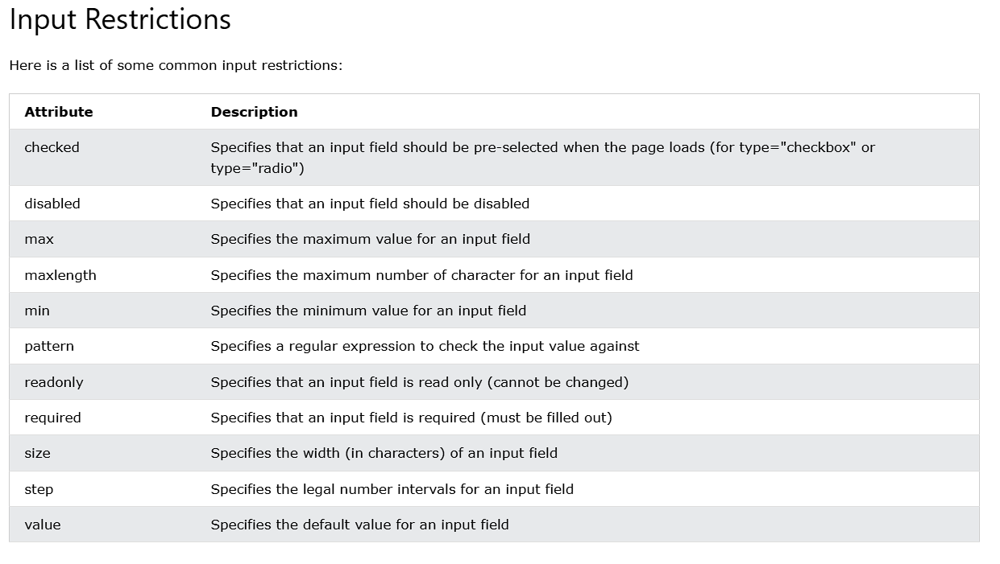 Input Restrictions
Here is a list of some common input restrictions:
Attribute Description
checked Specifies that an input field should be pre-selected when the page loads (for type="checkbox" or
type="radio")
disabled Specifies that an input field should be disabled
max Specifies the maximum value for an input field
maxlength Specifies the maximum number of character for an input field
min Specifies the minimum value for an input field
pattern Specifies a regular expression to check the input value against
readonly Specifies that an input field is read only (cannot be changed)
required Specifies that an input field is required (must be filled out)
size Specifies the width (in characters) of an input field
step Specifies the legal number intervals for an input field
value Specifies the default value for an input field